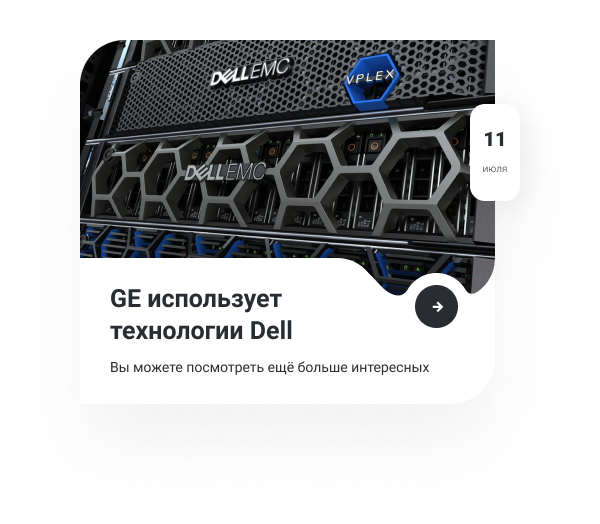 DELLEMC
VPLEX
DELLEMC
11
июля
GE использует
технологии Dell
Вы можете посмотреть ещё больше интересных